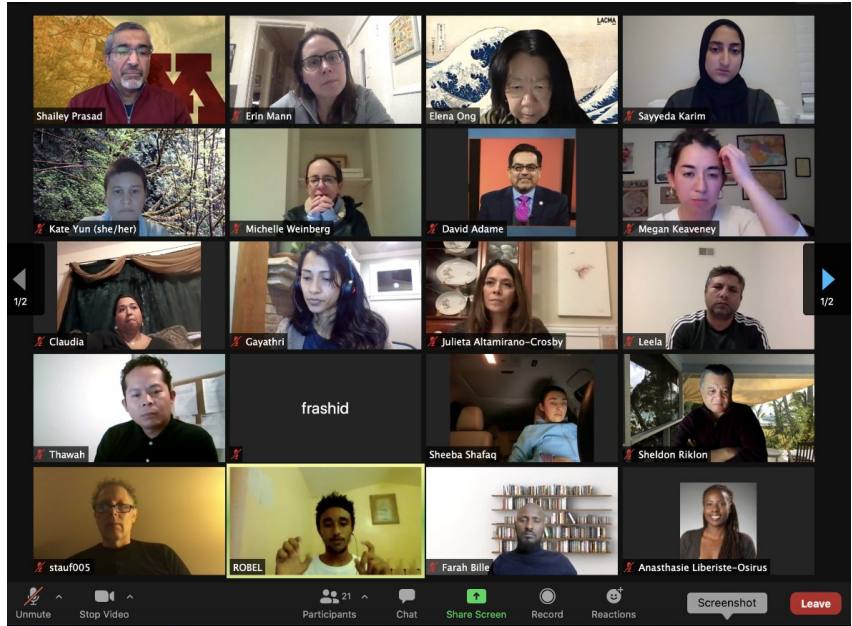 LACMA
Shailey Prasad
Erin Mann
Elena Ong
Sayyeda Karim
Kate Yun (she/her)
Michelle Weinberg
David Adame
Megan Keaveney
1/2
1/2
Claudia
Gayathri
Julieta Altamirano-Crosby
Leela
Thawah
frashid
Sheeba Shafaq
Sheldon Riklon
stauf005
ROBEL
Farah Bille
Anasthasie Liberiste-Osirus
Unmute
Stop Video
21
Participants
Chat
Share Screen
Record
Reactions
Screenshot
Leave